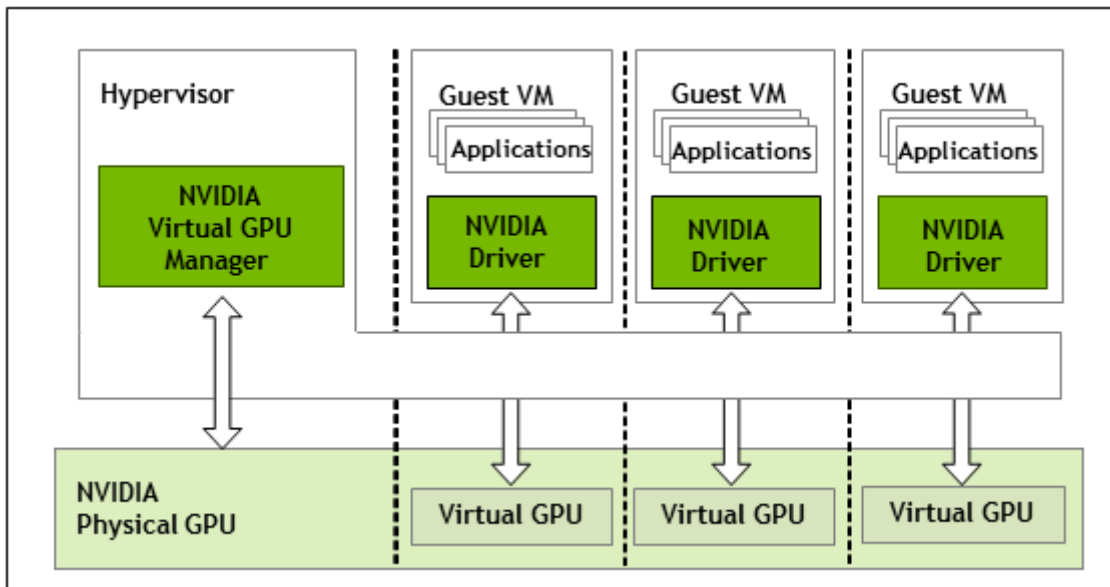 Hypervisor
NVIDIA
Virtual GPU
Manager
Guest VM
Applications
NVIDIA
Driver
Guest VM
Applications
NVIDIA
Driver
Guest VM
Applications
NVIDIA
Driver
NVIDIA
Physical GPU
Virtual GPU
Virtual GPU
Virtual GPU